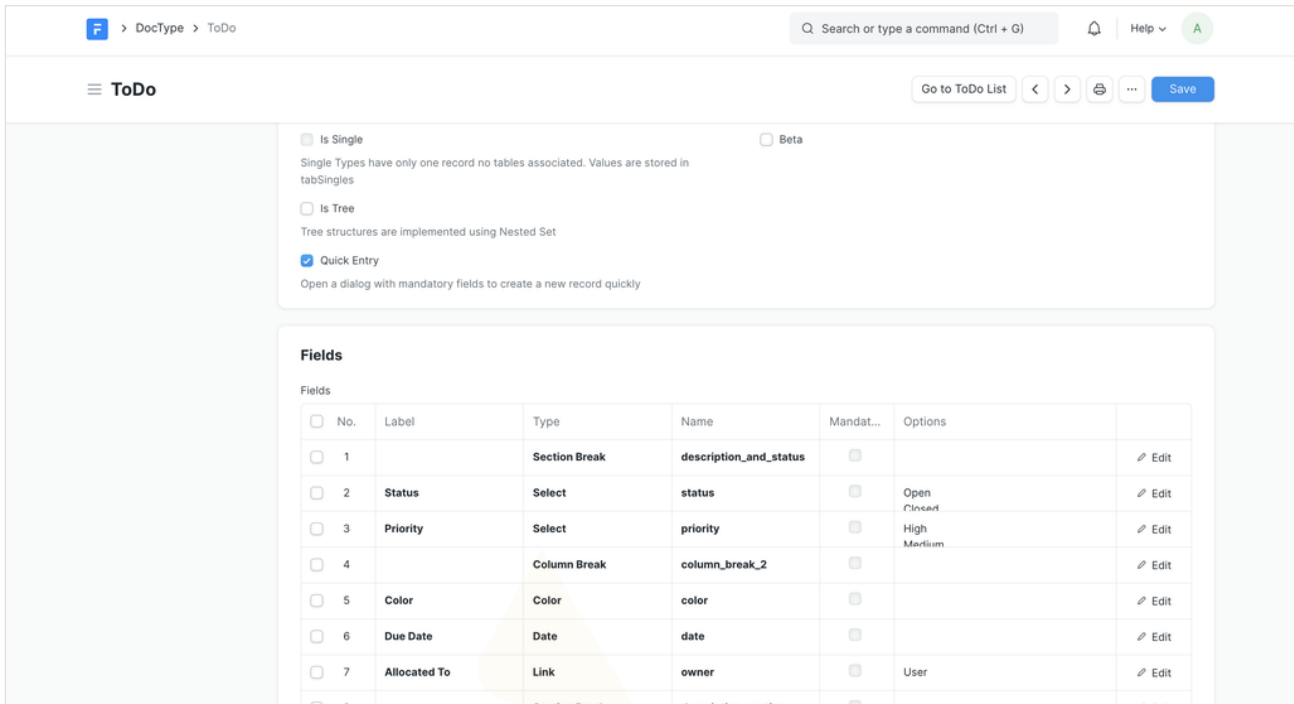 DocType > ToDo
Search or type a command (Ctrl + G)
Help
A
ToDo
Go to ToDo List
Save
Is Single
Beta
Single Types have only one record no tables associated. Values are stored in
tabSingles
Is Tree
Tree structures are implemented using Nested Set
Quick Entry
Open a dialog with mandatory fields to create a new record quickly
Fields
Fields
No. Label Type Name Mandat... Options
1 Section Break description_and_status Edit
2 Status Select status Open Edit
Closed
3 Priority Select priority High Edit
Medium
4 Column Break column_break_2 Edit
5 Color Color color Edit
6 Due Date Date date Edit
7 Allocated To Link owner User Edit